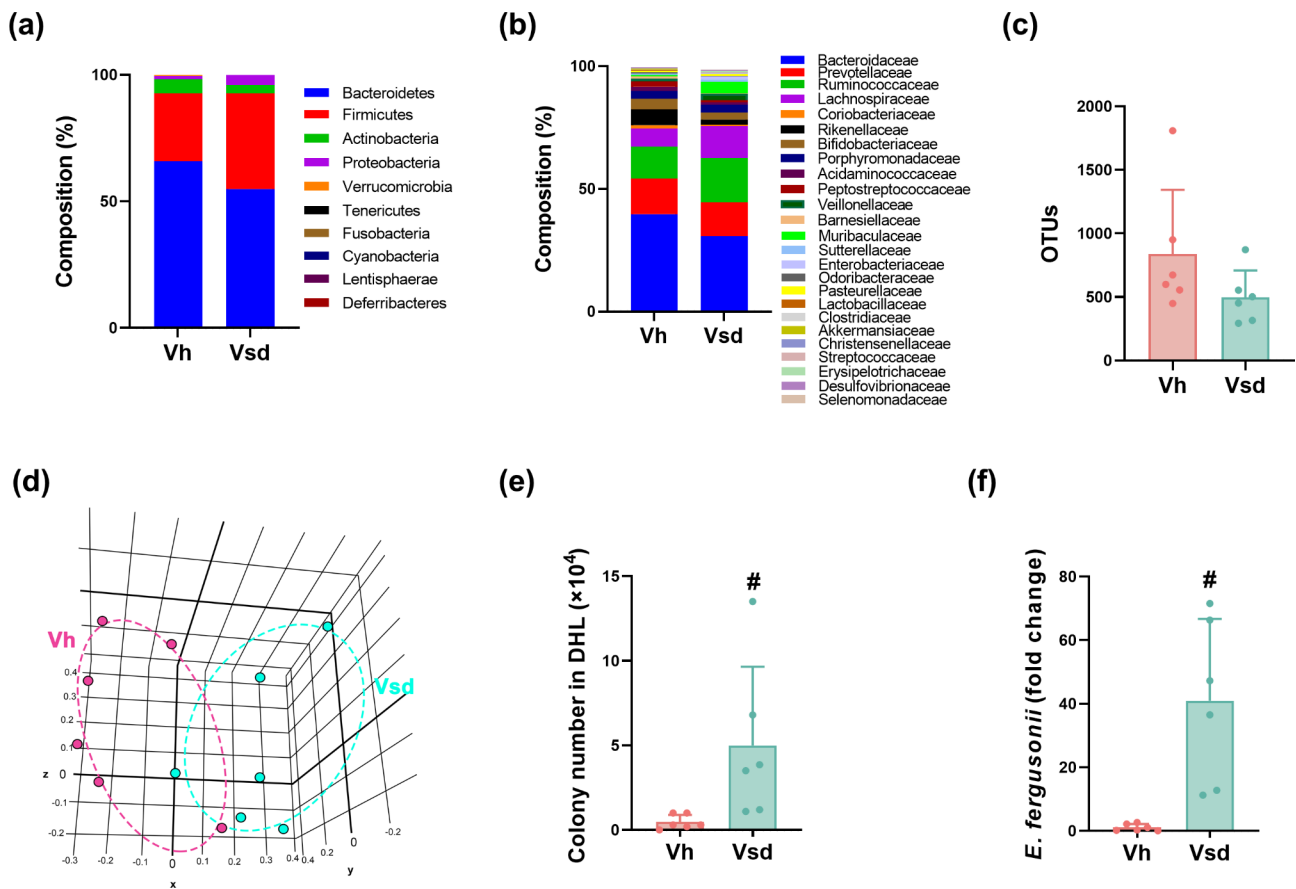 (a)
Composition (%)
100
50
0
Vh
Vsd
Bacteroidetes
Firmicutes
Actinobacteria
Proteobacteria
Verrucomicrobia
Tenericutes
Fusobacteria
Cyanobacteria
Lentisphaerae
Deferribacteres
(b)
Composition (%)
100
50
0
Vh
Vsd
Bacteroidaceae
Prevotellaceae
Ruminococcaceae
Lachnospiraceae
Coriobacteriaceae
Rikenellaceae
Bifidobacteriaceae
Porphyromonadaceae
Acidaminococcaceae
Peptostreptococcaceae
Veillonellaceae
Barnesiellaceae
Muribaculaceae
Sutterellaceae
Enterobacteriaceae
Odoribacteraceae
Pasteurellaceae
Lactobacillaceae
Clostridiaceae
Akkermansiaceae
Christensenellaceae
Streptococcaceae
Erysipelotrichaceae
Desulfovibrionaceae
Selenomonadaceae
(c)
OTUs
2000
1500
1000
500
0
Vh
Vsd
(d)
Vh
Vsd
0.4
0.3
0.2
0.1
z 0
-0.1
-0.2
-0.3 -0.2 -0.1 0 0.1 0.2 0.3 0.4 0.4
0.2
0
-0.2
x
y
(e)
Colony number in DHL (×10⁴)
15
10
5
0
#
Vh
Vsd
(f)
E. fergusonii (fold change)
80
60
40
20
0
#
Vh
Vsd